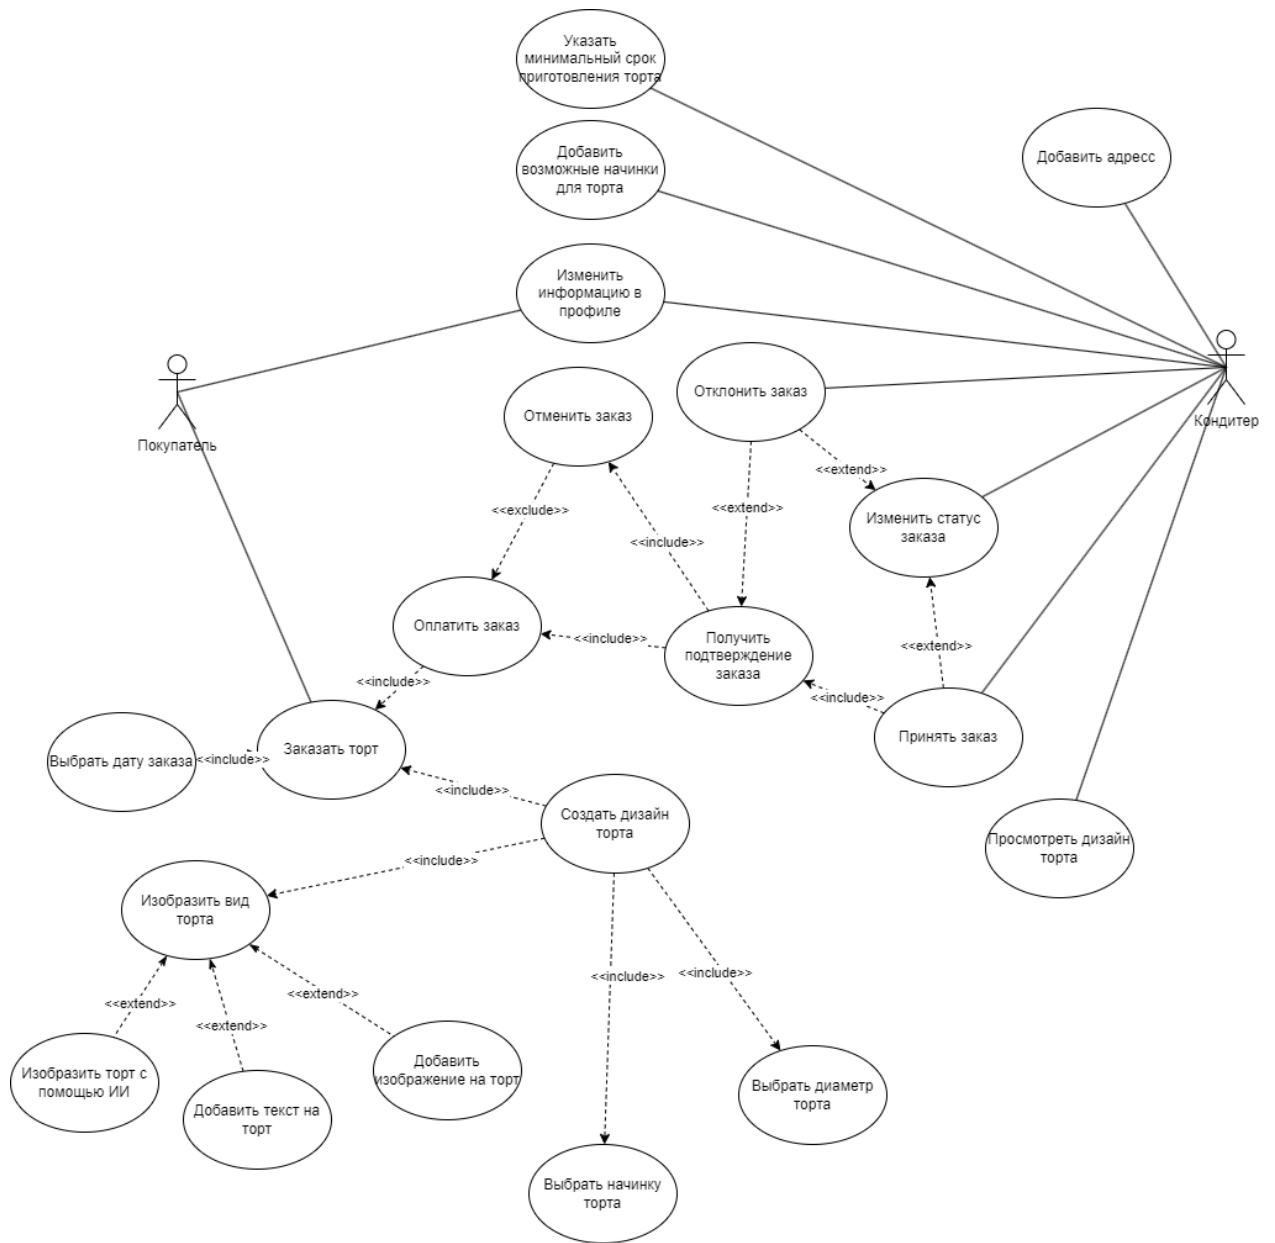 Указать
минимальный срок
приготовления торта
Добавить
возможные начинки
для торта
Добавить адресс
Изменить
информацию в
профиле
Покупатель
Кондитер
Отменить заказ
Отклонить заказ
<<extend>>
<<exclude>>
<<extend>>
Изменить статус
заказа
<<include>>
Оплатить заказ
<<include>>
Получить
подтверждение
заказа
<<extend>>
<<include>>
<<include>>
Выбрать дату заказа
<<include>>
Заказать торт
Принять заказ
<<include>>
Создать дизайн
торта
Просмотреть дизайн
торта
<<include>>
Изобразить вид
торта
<<include>>
<<include>>
<<extend>>
<<extend>>
<<extend>>
Изобразить торт с
помощью ИИ
Добавить текст на
торт
Добавить
изображение на торт
Выбрать диаметр
торта
Выбрать начинку
торта